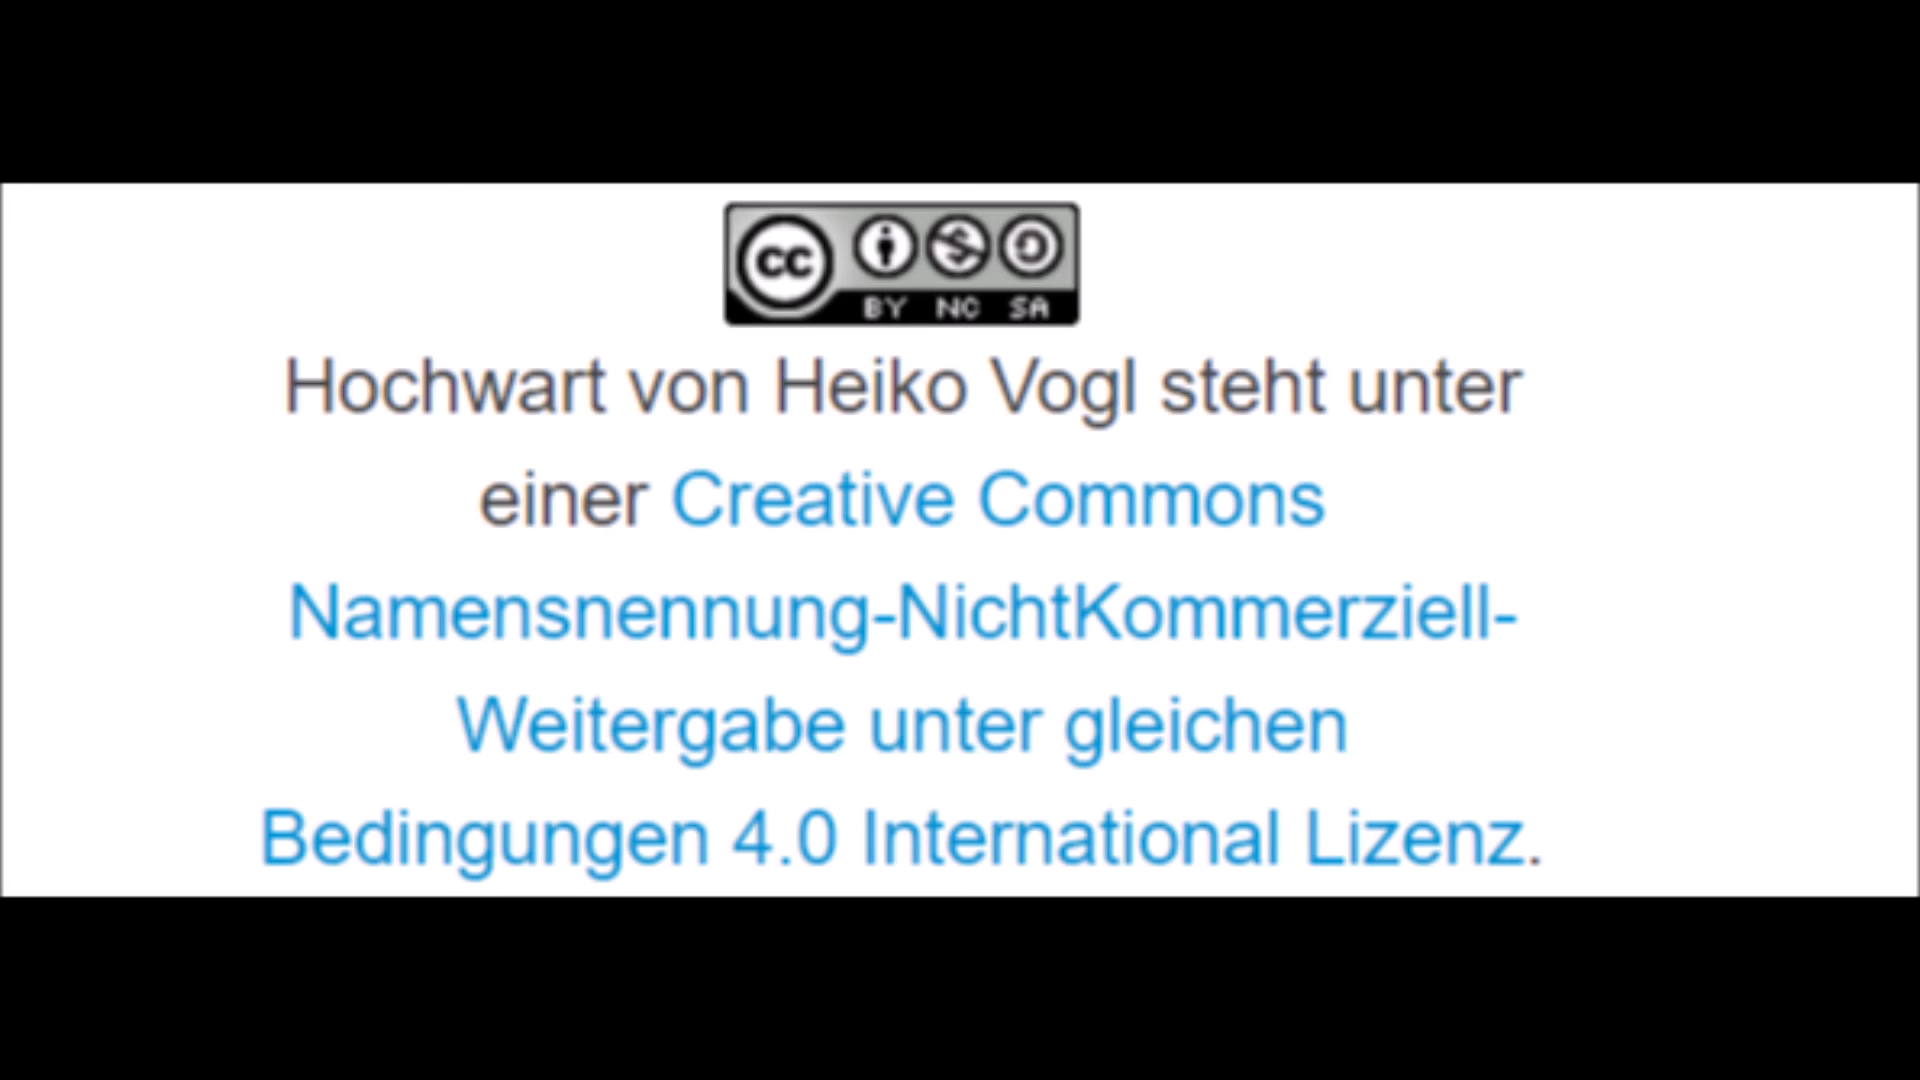 cc
BY NC SA
Hochwart von Heiko Vogl steht unter
einer Creative Commons
Namensnennung-NichtKommerziell-
Weitergabe unter gleichen
Bedingungen 4.0 International Lizenz.